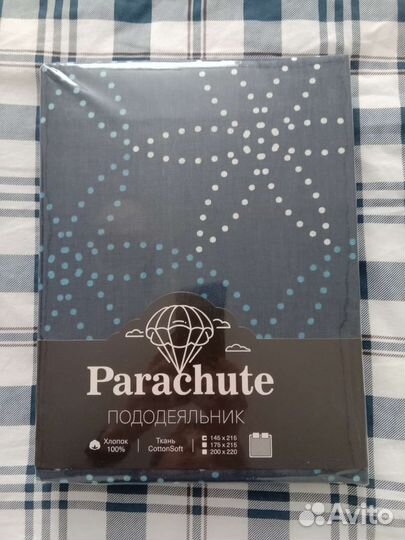 Parachute
ПОДОДЕЯЛЬНИК
Хлопок
100%
Ткань
CottonSoft
145 x 215
175 x 215
200 x 220
Avito